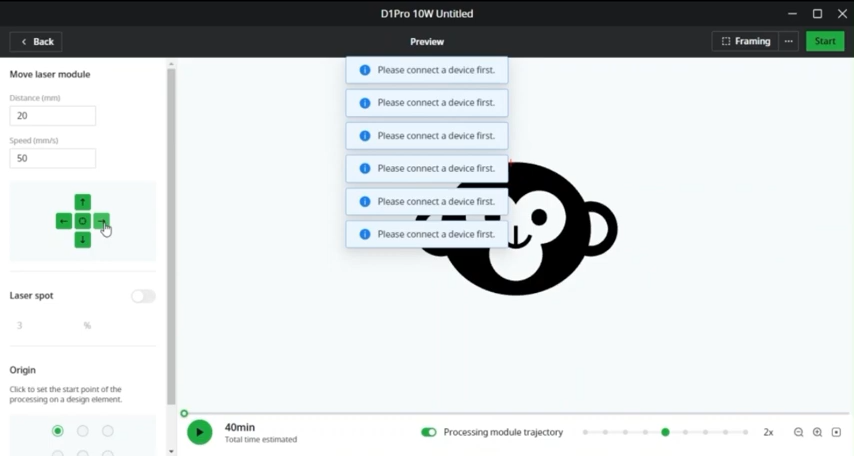 D1Pro 10W Untitled
Back
Preview
Framing
Start
Move laser module
Distance (mm)
20
Speed (mm/s)
50
Laser spot
3 %
Origin
Click to set the start point of the
processing on a design element.
Please connect a device first.
Please connect a device first.
Please connect a device first.
Please connect a device first.
Please connect a device first.
Please connect a device first.
40min
Total time estimated
Processing module trajectory
2x